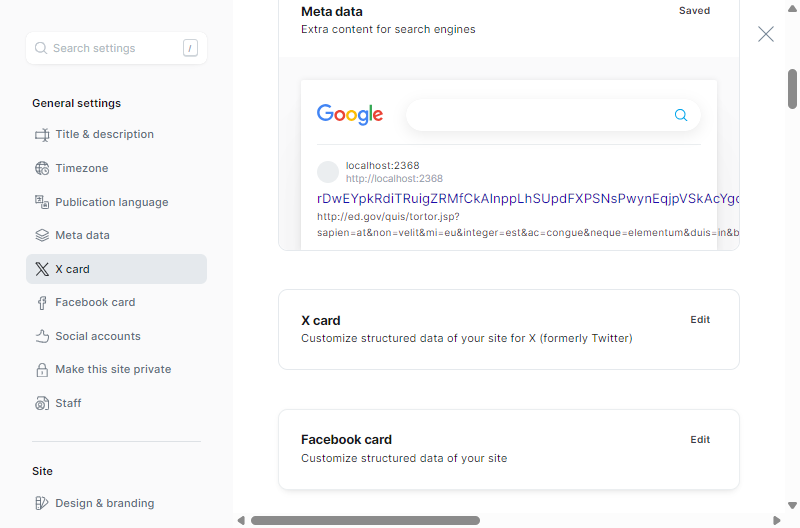 Search settings
/
General settings
Title & description
Timezone
Publication language
Meta data
X card
Facebook card
Social accounts
Make this site private
Staff
Site
Design & branding
Meta data
Saved
Extra content for search engines
Google
localhost:2368
http://localhost:2368
http://ed.gov/quis/tortor.jsp?
sapien=at&non=velit&mi=eu&integer=est&ac=congue&neque=elementum&duis=in&b
X card
Edit
Customize structured data of your site for X (formerly Twitter)
Facebook card
Edit
Customize structured data of your site